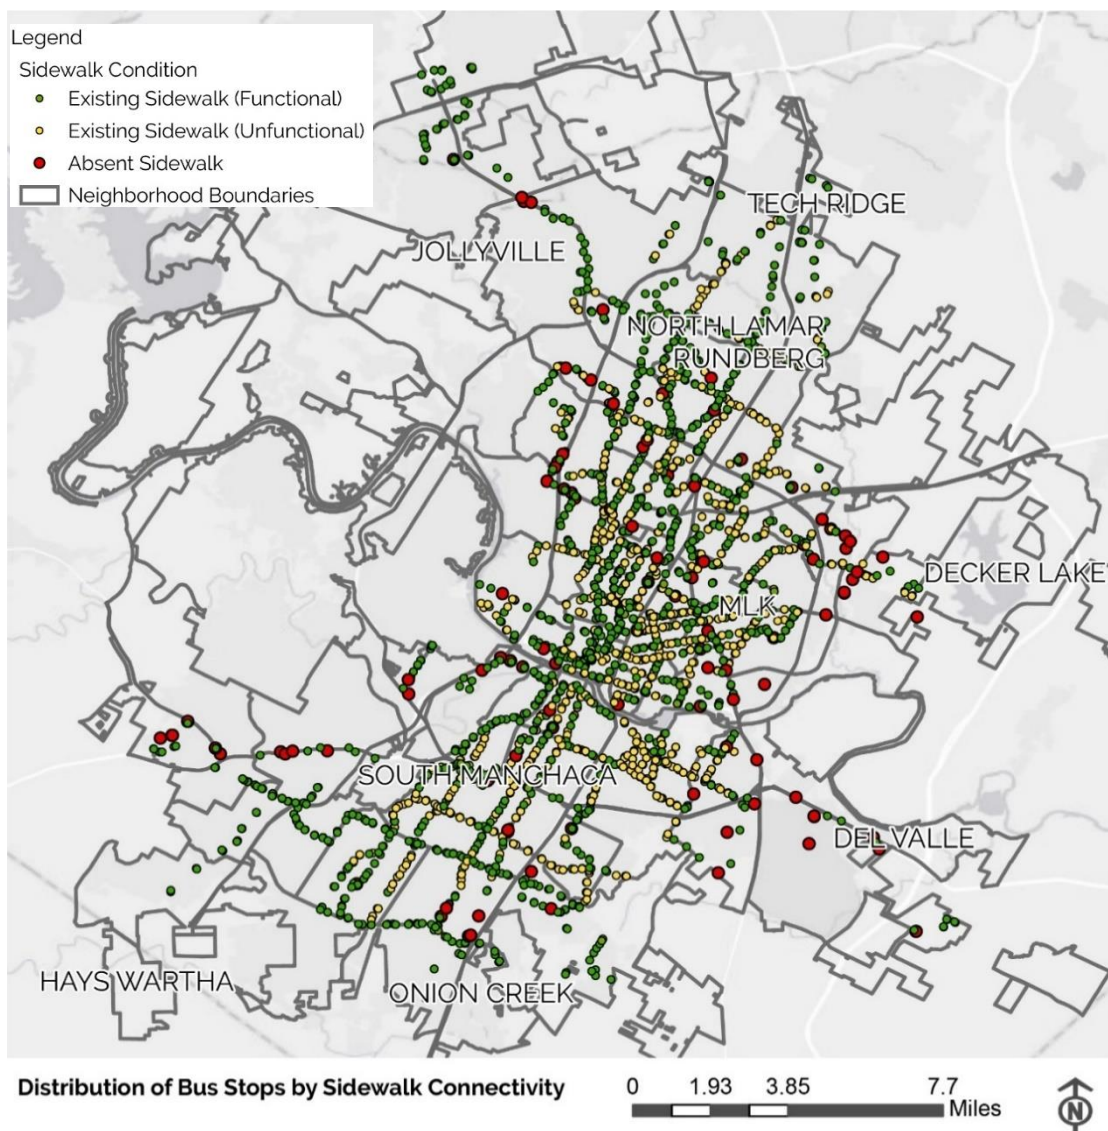 Legend
Sidewalk Condition
Existing Sidewalk (Functional)
Existing Sidewalk (Unfunctional)
Absent Sidewalk
Neighborhood Boundaries
TECH RIDGE
JOLLYVILLE
NORTH LAMAR
RUNDBERG
DECKER LAKE
MLK
SOUTH MANCHACA
DEL VALLE
HAYS WARTHA
ONION CREEK
Distribution of Bus Stops by Sidewalk Connectivity
0 1.93 3.85 7.7
Miles
N